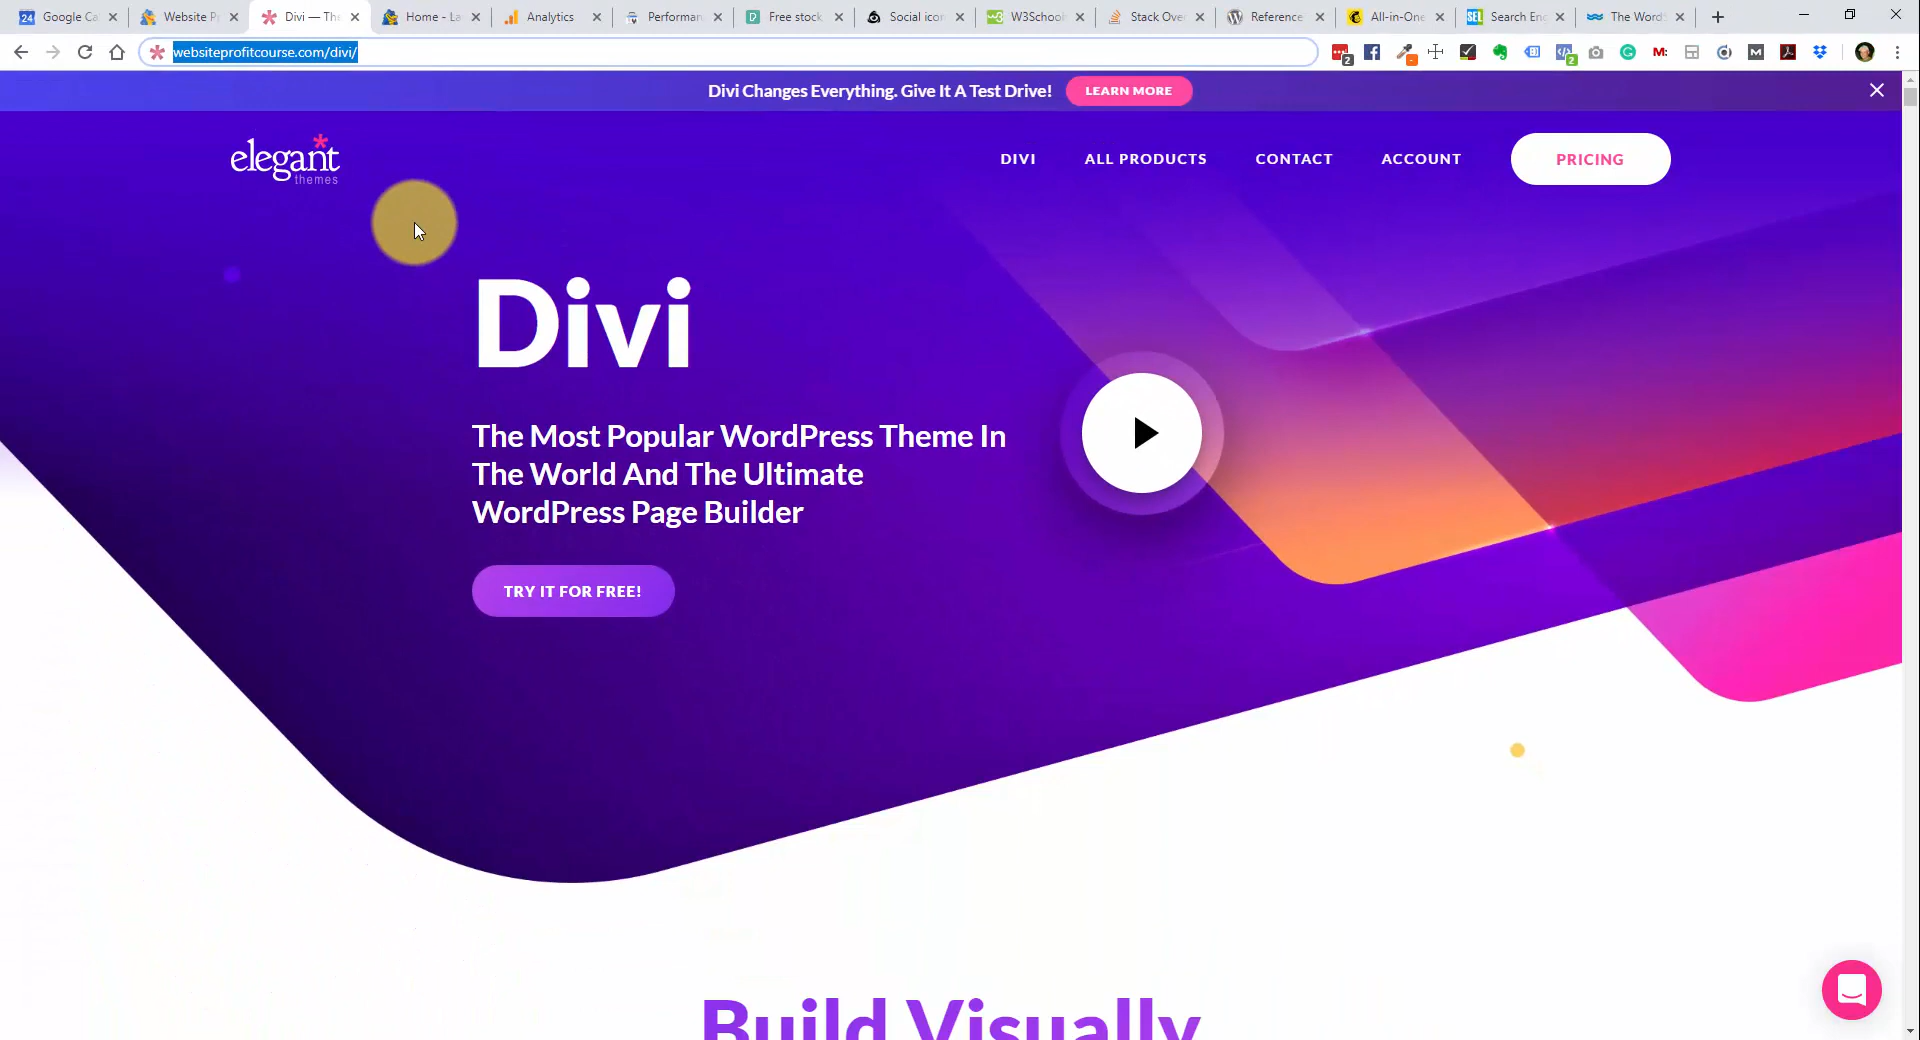 Google Ca
Website P
Divi — The
Home - La
Analytics
Performan
Free stock
Social icon
W3School
Stack Over
Reference
All-in-One
Search Eng
The Words
websiteprofitcourse.com/divi/
Divi Changes Everything. Give It A Test Drive!
LEARN MORE
elegant
themes
DIVI
ALL PRODUCTS
CONTACT
ACCOUNT
PRICING
Divi
The Most Popular WordPress Theme In
The World And The Ultimate
WordPress Page Builder
TRY IT FOR FREE!
Build Visually